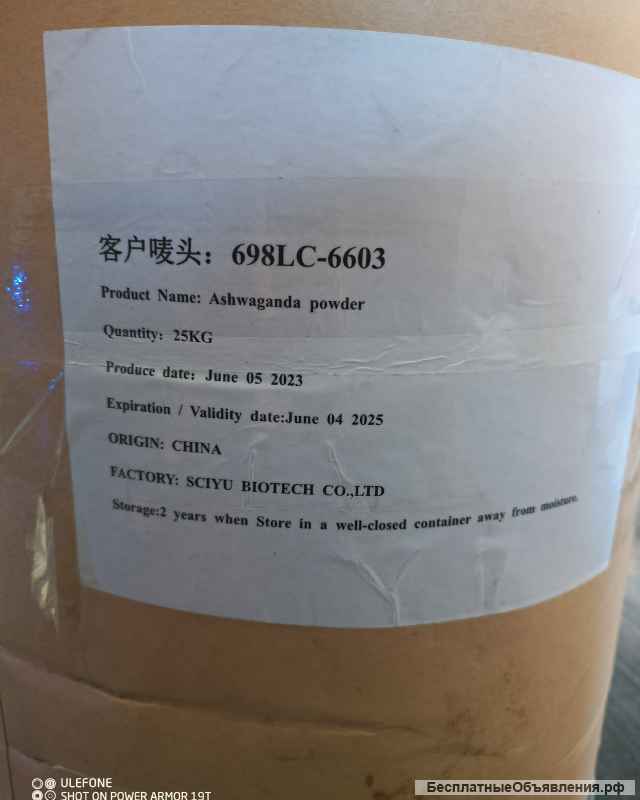 客户唛头：698LC-6603
Product Name: Ashwaganda powder
Quantity: 25KG
Produce date: June 05 2023
Expiration / Validity date:June 04 2025
ORIGIN: CHINA
FACTORY: SCIYU BIOTECH CO.,LTD
Storage:2 years when Store in a well-closed container away from moisture.
ULEFONE
SHOT ON POWER ARMOR 19T
БесплатныеОбъявления.рф